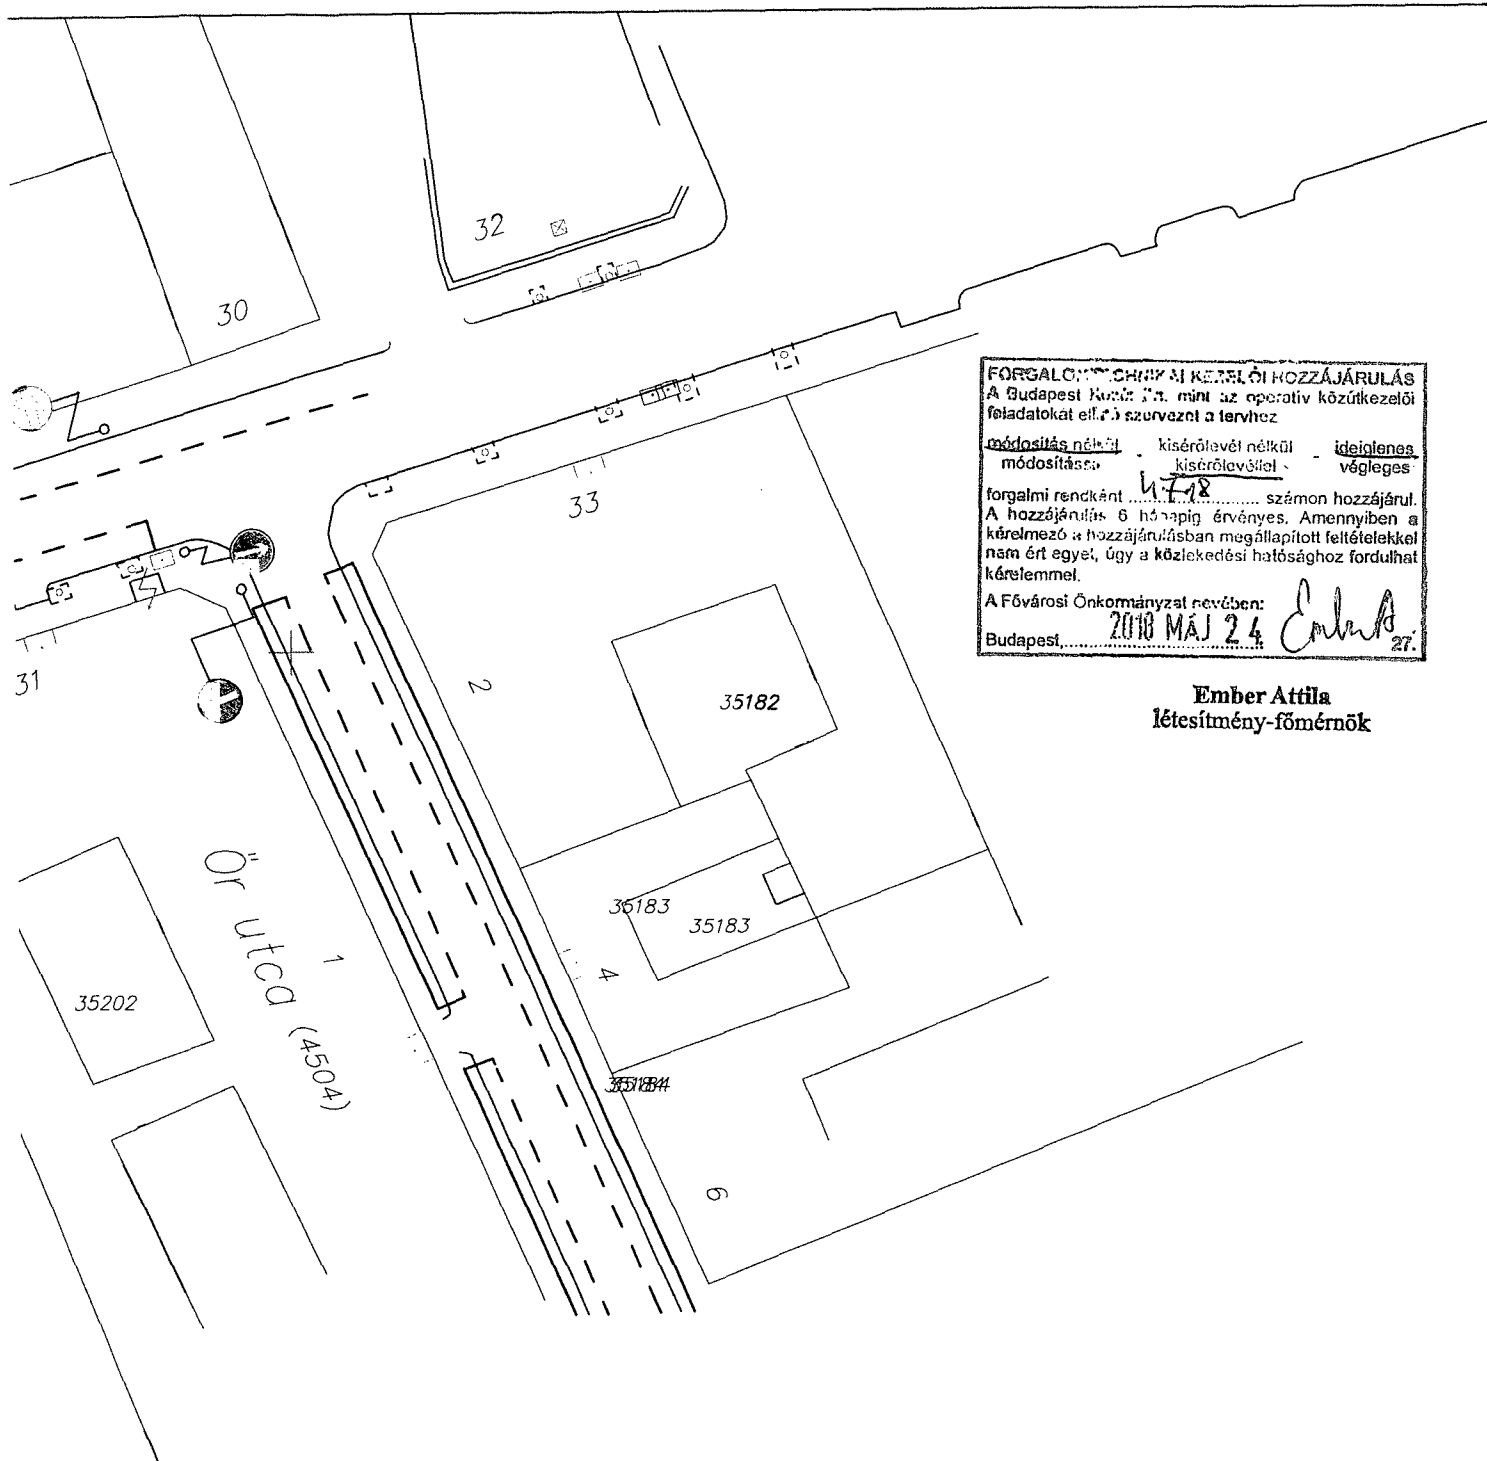 32
30
33
31
2
35182
35183
35183
4
1
Őr utca (4504)
35202
6
FORGALOMTECHNIKAI KEZELŐI HOZZÁJÁRULÁS
A Budapest Közút Zrt. mint az operatív közútkezelői
feladatokat ellátó szervezet a tervhez
módosítás nélkül - kísérőlevél nélkül - ideiglenes
módosítással kísérőlevéllel - végleges
forgalmi rendként ............ számon hozzájárul.
A hozzájárulás 6 hónapig érvényes. Amennyiben a
kérelmező a hozzájárulásban megállapított feltételekkel
nem ért egyet, úgy a közlekedési hatósághoz fordulhat
kérelemmel.
A Fővárosi Önkormányzat nevében:
Budapest, 2018 MÁJ 24.
27.
Ember Attila
létesítmény-főmérnök